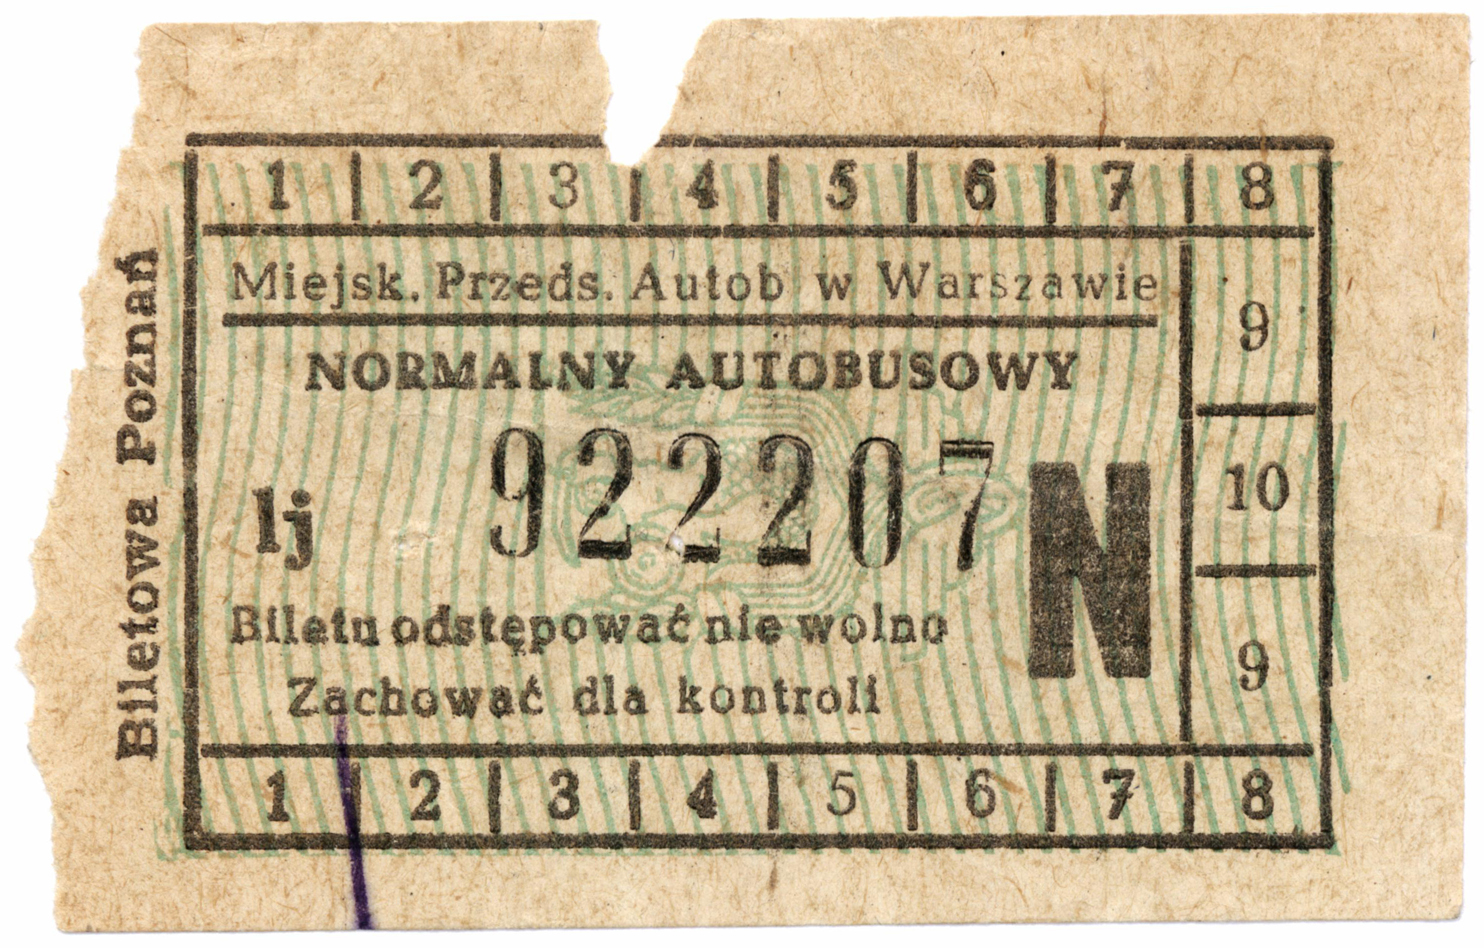 1 2 3 4 5 6 7 8
Miejsk. Przeds. Autob w Warszawie
9
NORMALNY AUTOBUSOWY
lj 922207 N
10
Biletu odstępować nie wolno
Zachować dla kontroli
9
1 2 3 4 5 6 7 8
Biletowa Poznań